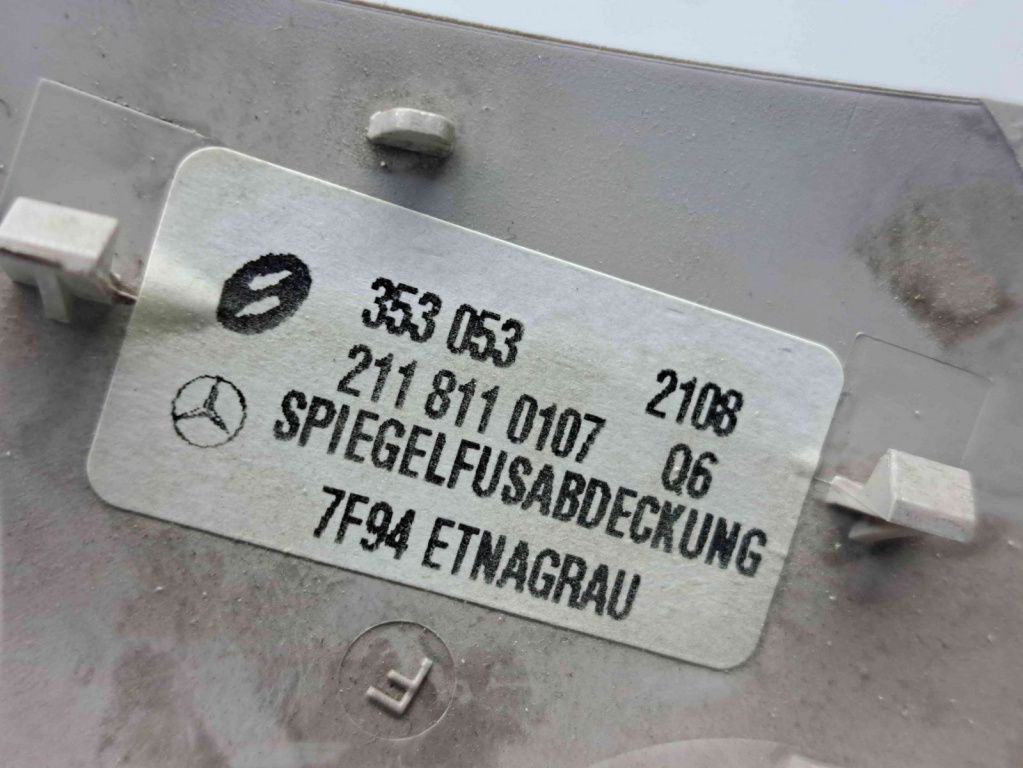 353 053
211 811 0107 2108
SPIEGELFUSABDECKUNG Q6
7F94 ETNAGRAU
F